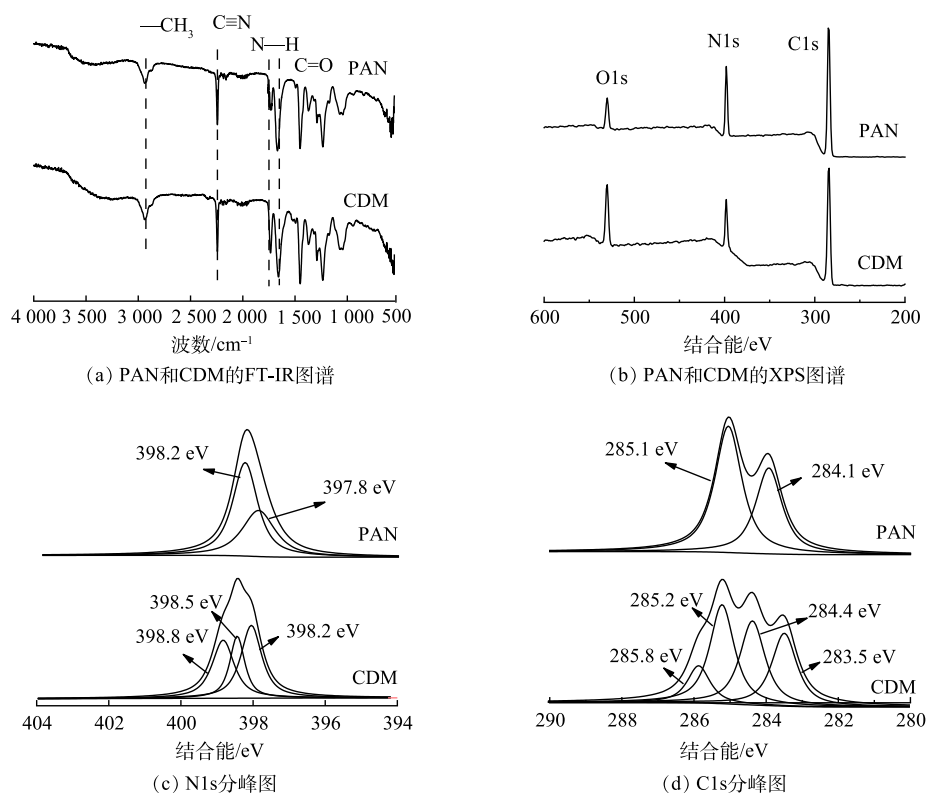 —CH₃
C≡N
N—H
C=O
PAN
CDM
4 000 3 500 3 000 2 500 2 000 1 500 1 000 500
波数/cm⁻¹
(a) PAN和CDM的FT-IR图谱
O1s
N1s
C1s
PAN
CDM
600 500 400 300 200
结合能/eV
(b) PAN和CDM的XPS图谱
398.2 eV
397.8 eV
PAN
398.5 eV
398.8 eV
398.2 eV
CDM
404 402 400 398 396 394
结合能/eV
(c) N1s分峰图
285.1 eV
284.1 eV
PAN
285.2 eV
284.4 eV
285.8 eV
283.5 eV
CDM
290 288 286 284 282 280
结合能/eV
(d) C1s分峰图